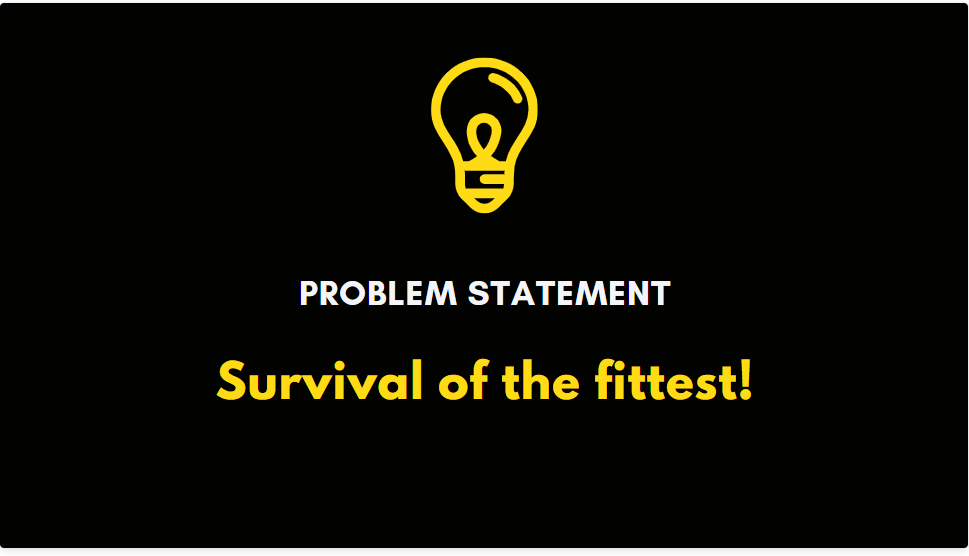 PROBLEM STATEMENT
Survival of the fittest!